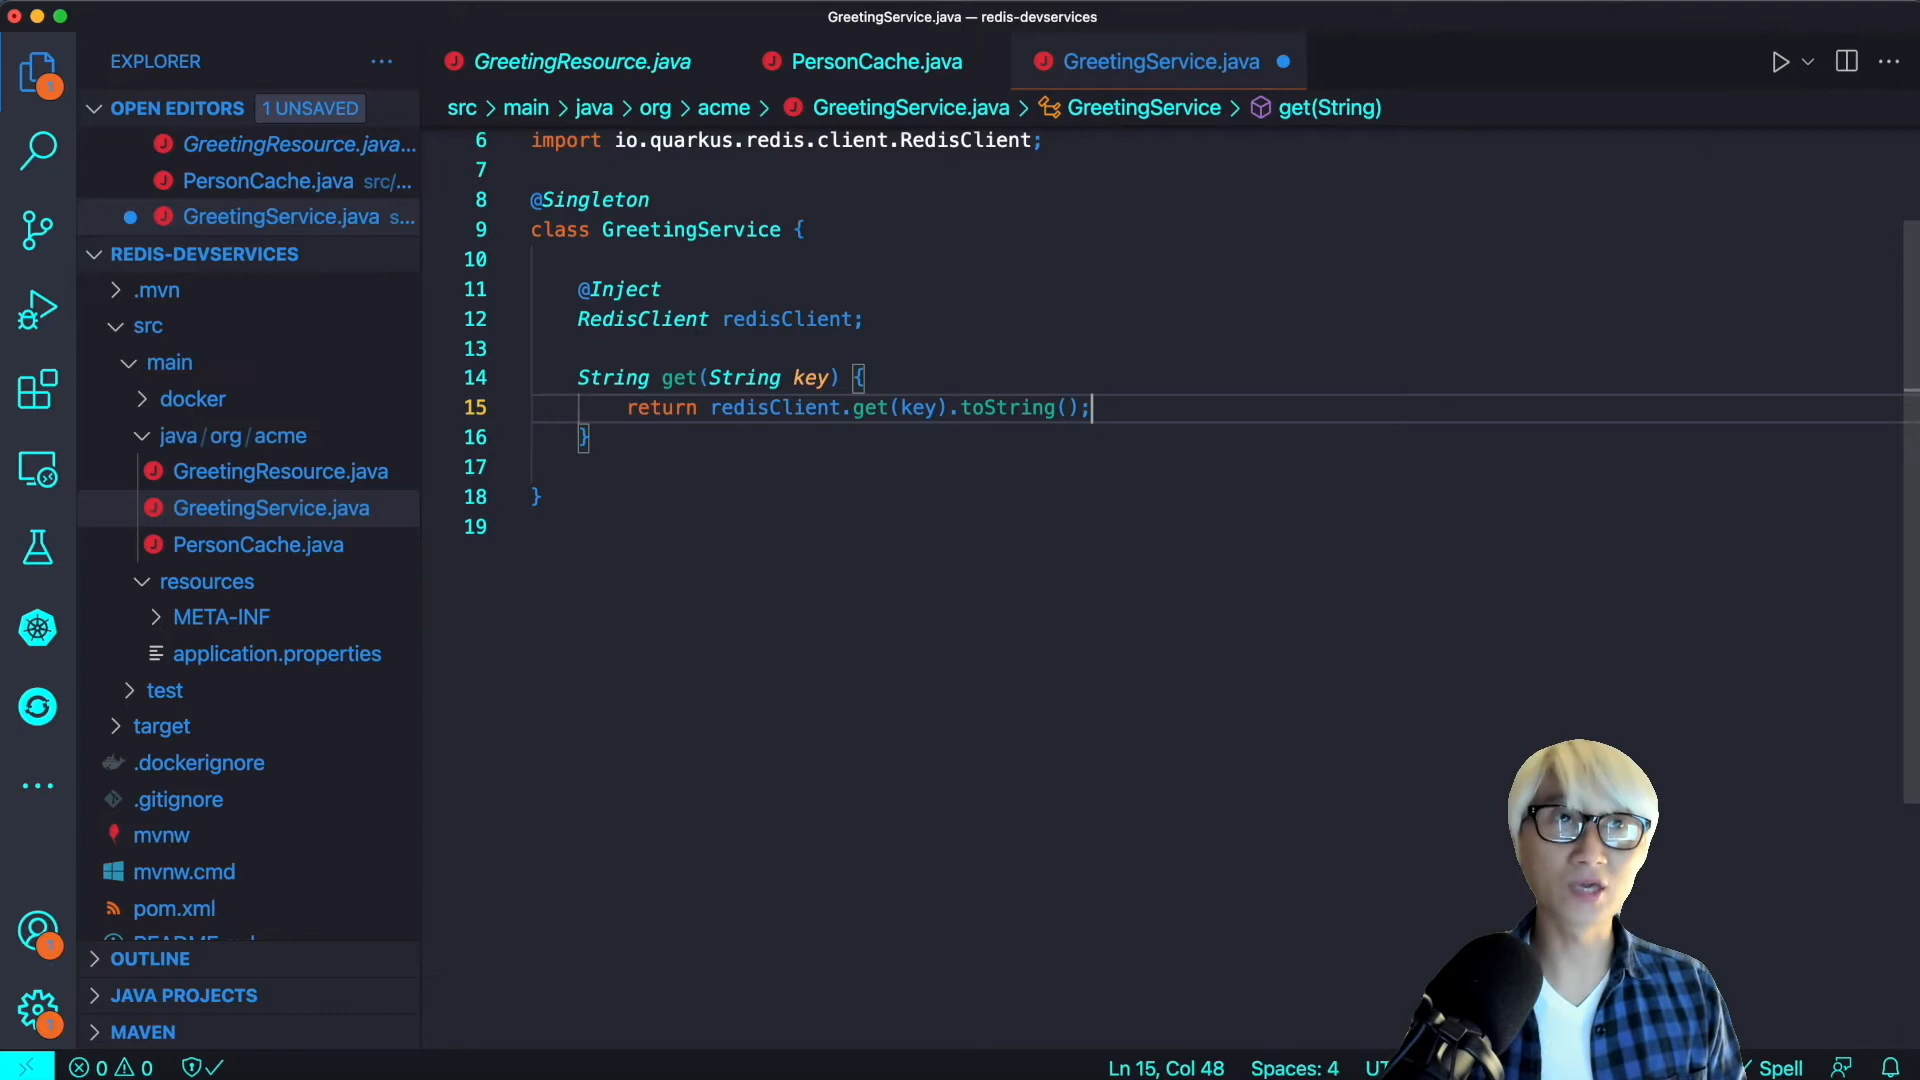 GreetingService.java — redis-devservices
EXPLORER
GreetingResource.java
PersonCache.java
GreetingService.java
OPEN EDITORS 1 UNSAVED
GreetingResource.java...
PersonCache.java src/...
GreetingService.java s...
REDIS-DEVSERVICES
.mvn
src
main
docker
java/org/acme
GreetingResource.java
GreetingService.java
PersonCache.java
resources
META-INF
application.properties
test
target
.dockerignore
.gitignore
mvnw
mvnw.cmd
pom.xml
OUTLINE
JAVA PROJECTS
MAVEN
src > main > java > org > acme > GreetingService.java > GreetingService > get(String)
6 import io.quarkus.redis.client.RedisClient;
7
8 @Singleton
9 class GreetingService {
10
11 @Inject
12 RedisClient redisClient;
13
14 String get(String key) {
15 return redisClient.get(key).toString();
16 }
17
18 }
19
0 0
Ln 15, Col 48 Spaces: 4 Spell